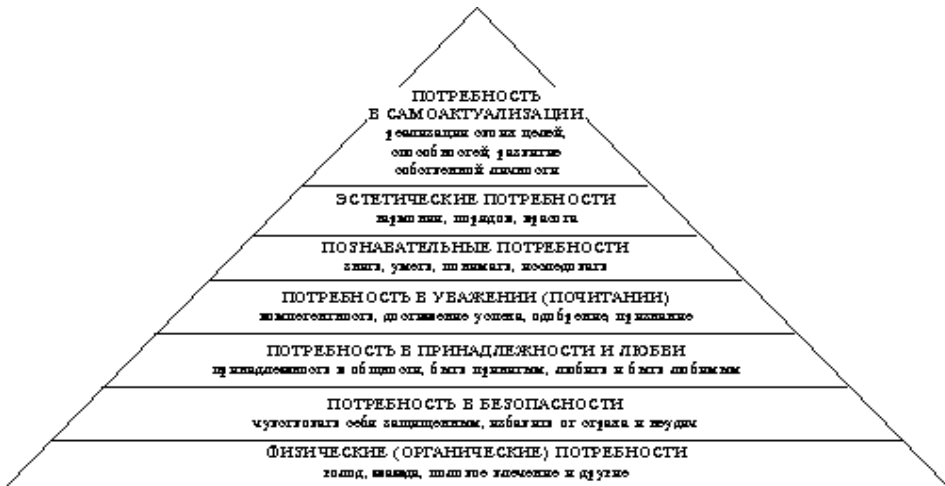 ПОТРЕБНОСТЬ
В САМОАКТУАЛИЗАЦИИ
реализации своих целей,
способностей, развитие
собственной личности
ЭСТЕТИЧЕСКИЕ ПОТРЕБНОСТИ
гармония, порядок, красота
ПОЗНАВАТЕЛЬНЫЕ ПОТРЕБНОСТИ
знать, уметь, понимать, исследовать
ПОТРЕБНОСТЬ В УВАЖЕНИИ (ПОЧИТАНИИ)
компетентность, достижение успеха, одобрение, признание
ПОТРЕБНОСТЬ В ПРИНАДЛЕЖНОСТИ И ЛЮБВИ
принадлежность к общности, быть принятым, любить и быть любимым
ПОТРЕБНОСТЬ В БЕЗОПАСНОСТИ
чувствовать себя защищенным, избавить от страха и неудач
ФИЗИЧЕСКИЕ (ОРГАНИЧЕСКИЕ) ПОТРЕБНОСТИ
голод, жажда, половое влечение и другие